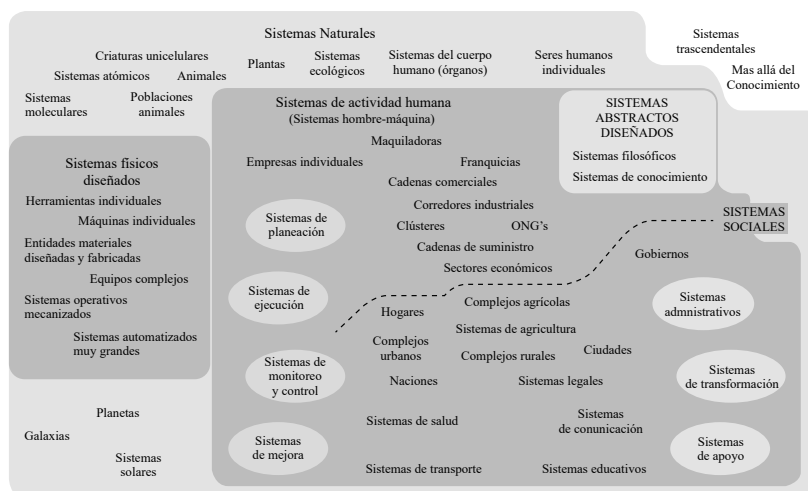 Sistemas Naturales
Criaturas unicelulares
Sistemas atómicos
Animales
Sistemas
moleculares
Poblaciones
animales
Plantas
Sistemas
ecológicos
Sistemas del cuerpo
humano (órganos)
Seres humanos
individuales
Sistemas
trascendentales
Mas allá del
Conocimiento
Sistemas físicos
diseñados
Herramientas individuales
Máquinas individuales
Entidades materiales
diseñadas y fabricadas
Equipos complejos
Sistemas operativos
mecanizados
Sistemas automatizados
muy grandes
Planetas
Galaxias
Sistemas
solares
Sistemas de actividad humana
(Sistemas hombre-máquina)
Maquiladoras
Empresas individuales
Franquicias
Cadenas comerciales
Corredores industriales
Clústeres
ONG's
Cadenas de suministro
Sectores económicos
SISTEMAS
ABSTRACTOS
DISEÑADOS
Sistemas filosóficos
Sistemas de conocimiento
SISTEMAS
SOCIALES
Sistemas de
planeación
Sistemas de
ejecución
Sistemas de
monitoreo
y control
Sistemas
de mejora
Gobiernos
Hogares
Complejos agrícolas
Sistemas de agricultura
Complejos
urbanos
Complejos rurales
Ciudades
Naciones
Sistemas legales
Sistemas de salud
Sistemas
de conunicación
Sistemas de transporte
Sistemas educativos
Sistemas
admnistrativos
Sistemas
de transformación
Sistemas
de apoyo